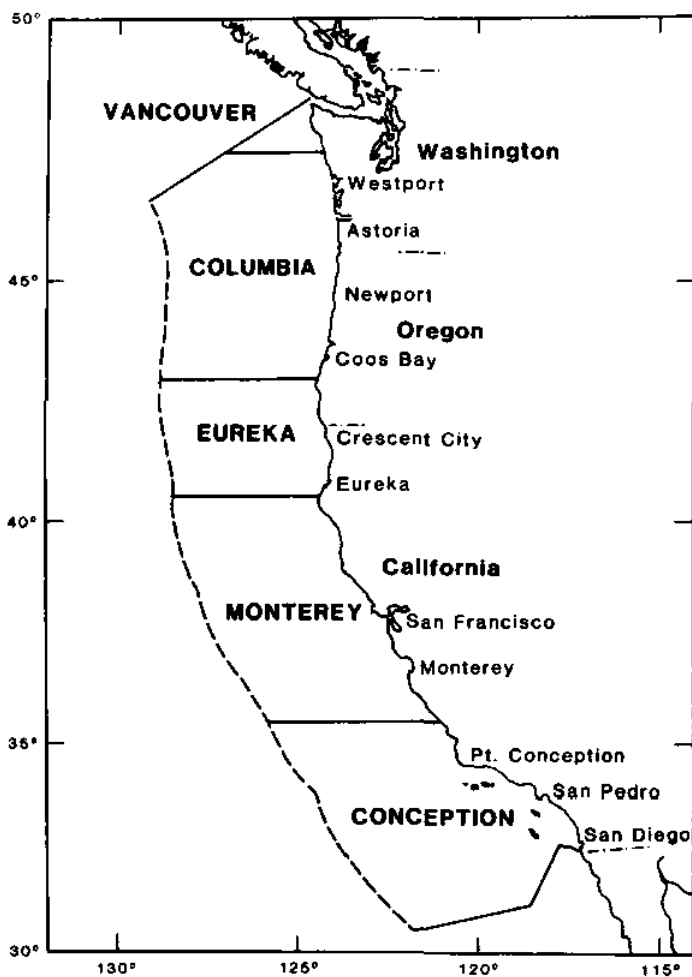 50°
VANCOUVER
Washington
Westport
Astoria
COLUMBIA
45°
Newport
Oregon
Coos Bay
EUREKA
Crescent City
Eureka
40°
California
MONTEREY
San Francisco
Monterey
35°
Pt. Conception
San Pedro
CONCEPTION
San Diego
30°
130°
125°
120°
115°